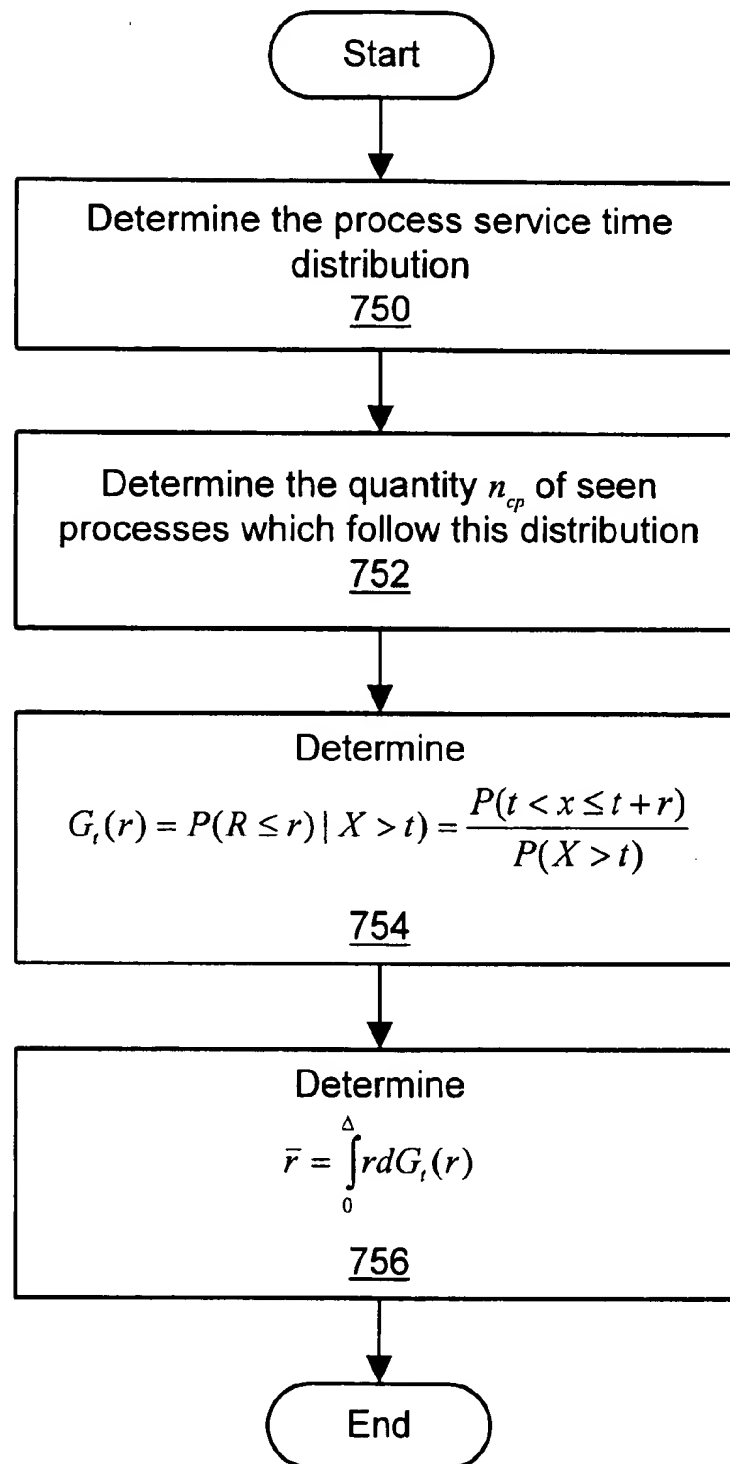 Start
Determine the process service time
distribution
750
Determine the quantity n_cp of seen
processes which follow this distribution
752
Determine
G_t(r) = P(R ≤ r) | X > t) = P(t < x ≤ t + r) / P(X > t)
754
Determine
r̄ = ∫_0^Δ r dG_t(r)
756
End